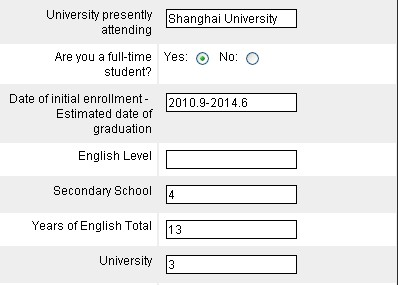 University presently
attending
Shanghai University
Are you a full-time
student?
Yes: No:
Date of initial enrollment -
Estimated date of
graduation
2010.9-2014.6
English Level
Secondary School
4
Years of English Total
13
University
3